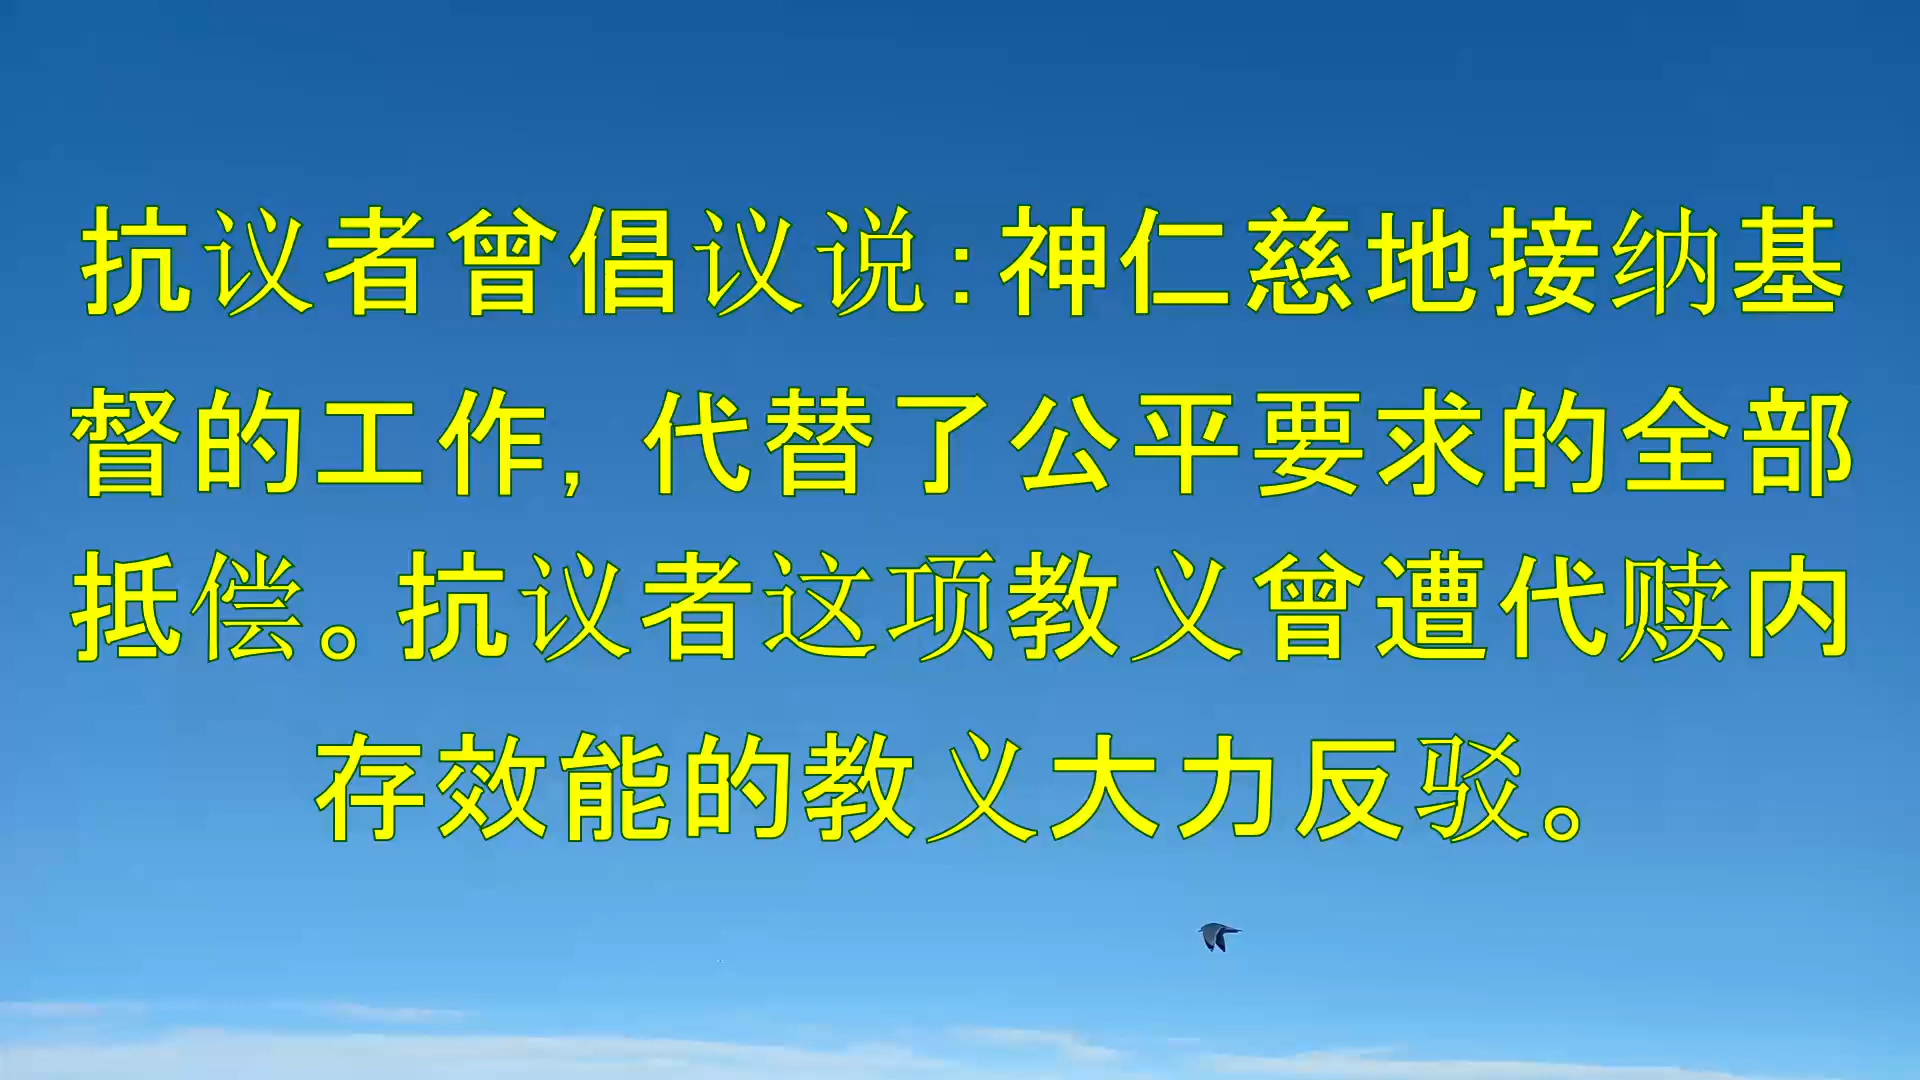 抗议者曾倡议说:神仁慈地接纳基
督的工作, 代替了公平要求的全部
抵偿。抗议者这项教义曾遭代赎内
存效能的教义大力反驳。